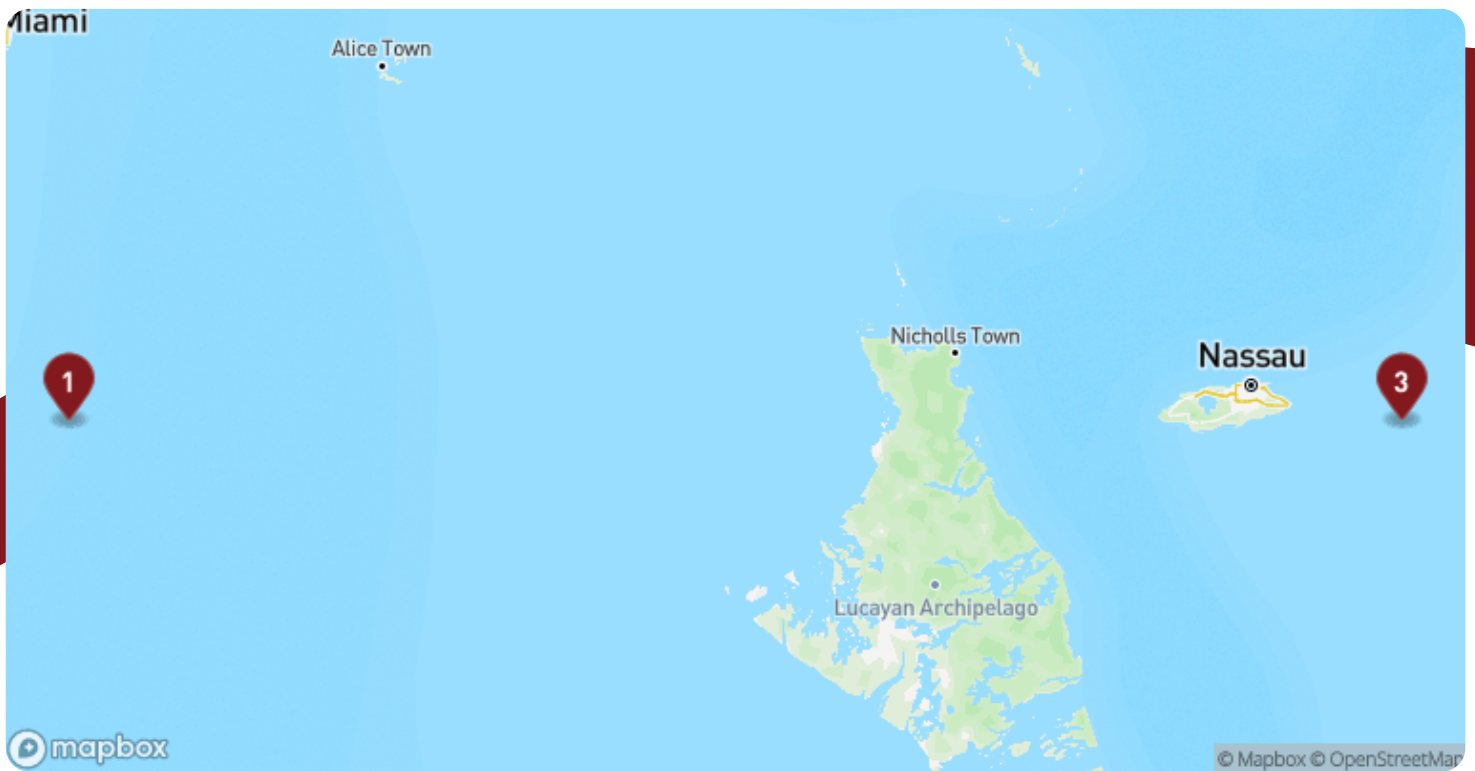 Miami
Alice Town
Nicholls Town
Nassau
1
3
Lucayan Archipelago
mapbox
© Mapbox © OpenStreetMap